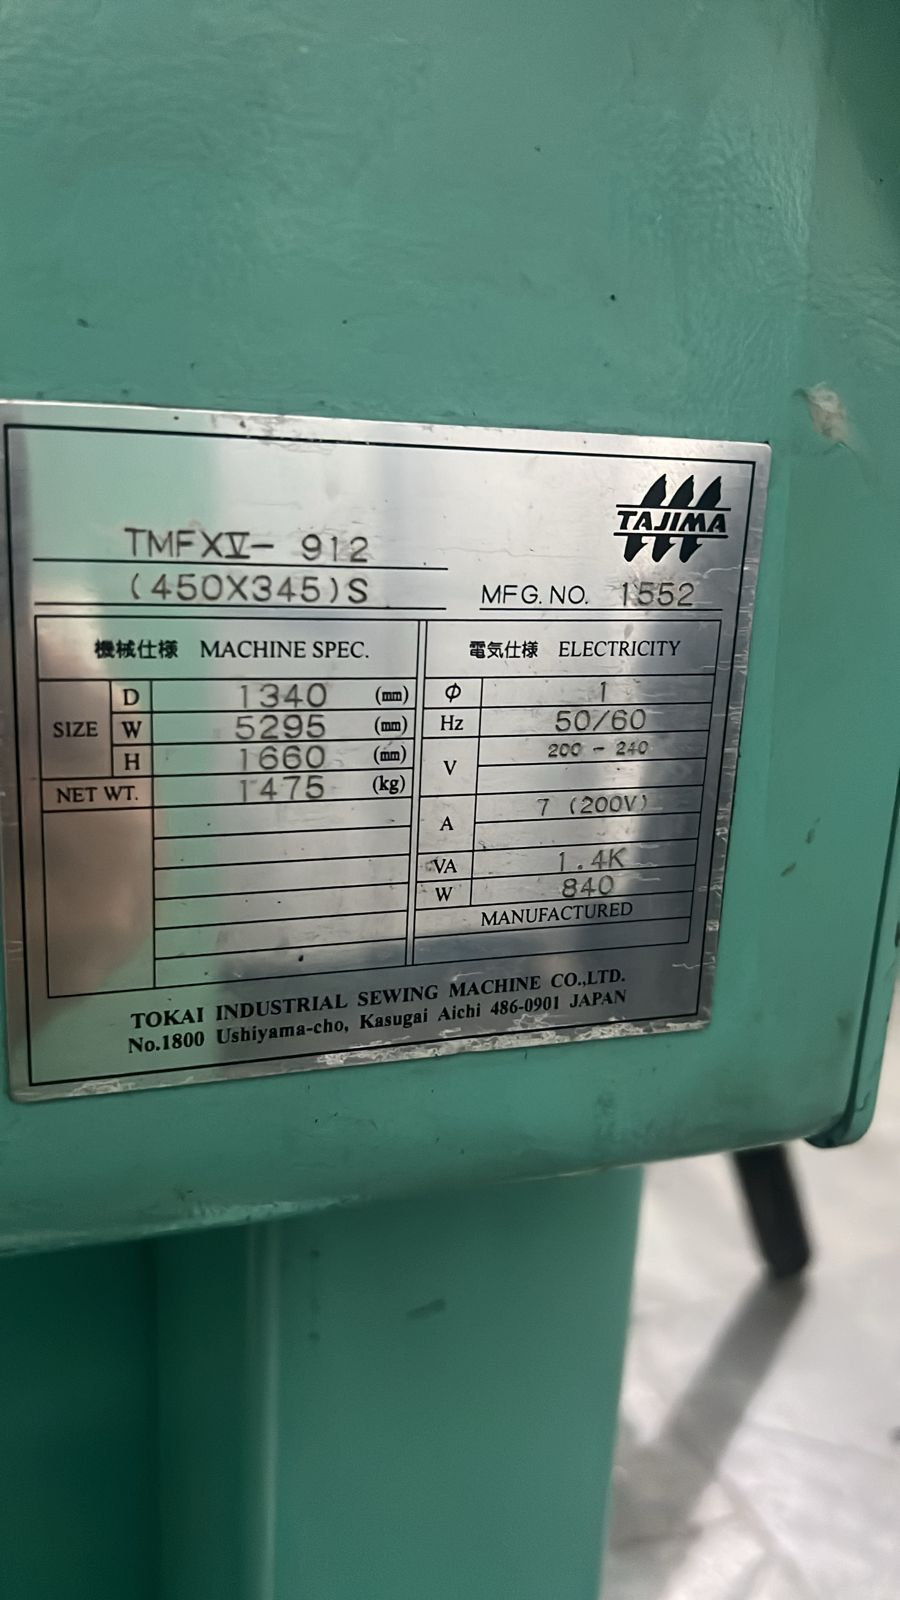 TAJIMA
TMFXV- 912
(450X345)S
MFG. NO. 1552
機械仕様 MACHINE SPEC.
SIZE D 1340 (mm)
W 5295 (mm)
H 1660 (mm)
NET WT. 1475 (kg)
電気仕様 ELECTRICITY
Φ 1
Hz 50/60
V 200 - 240
A 7 (200V)
VA 1.4K
W 840
MANUFACTURED
TOKAI INDUSTRIAL SEWING MACHINE CO.,LTD.
No.1800 Ushiyama-cho, Kasugai Aichi 486-0901 JAPAN